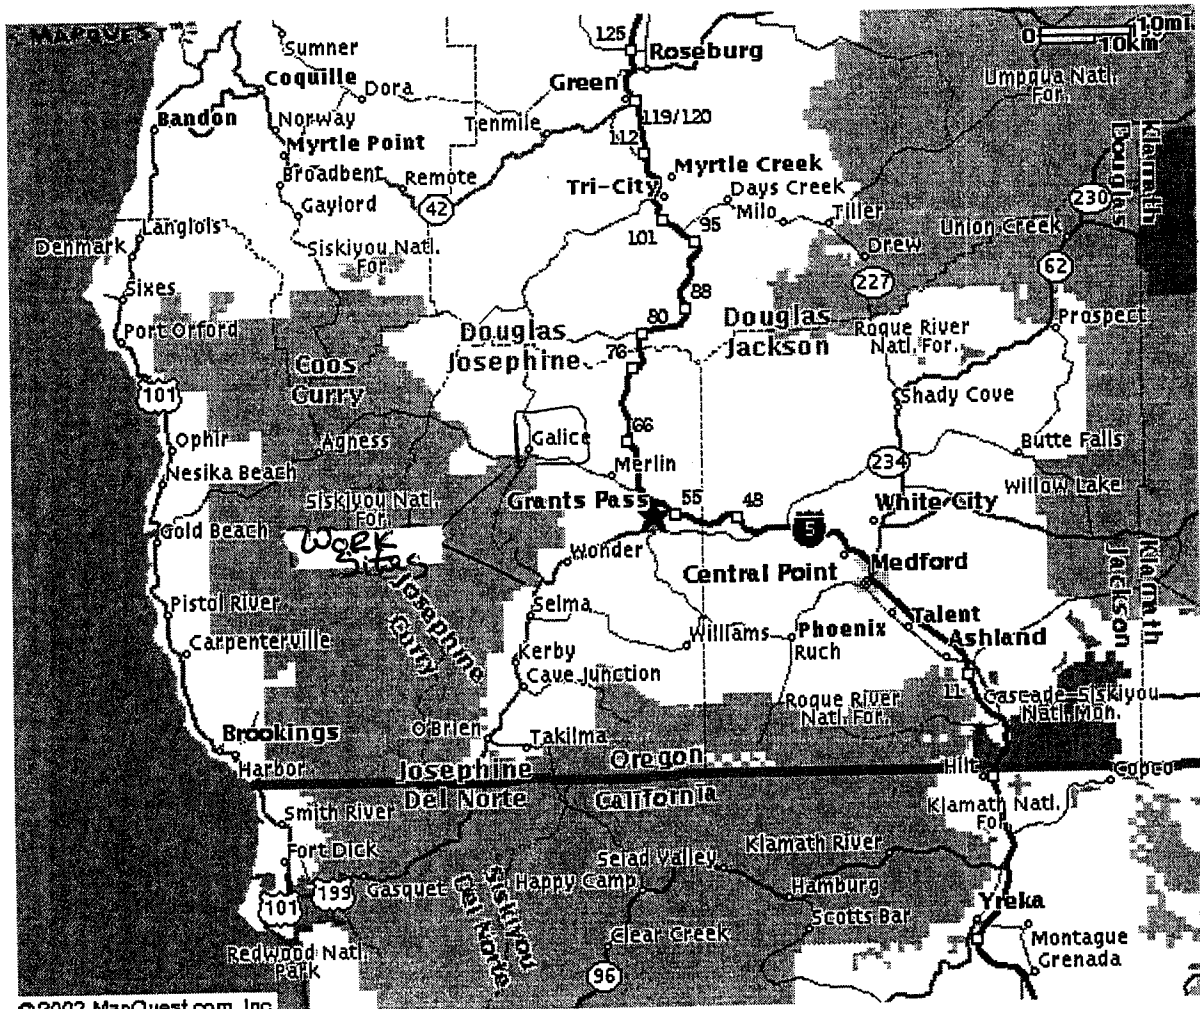 MAPQUEST™
0 10mi
10km
125
Roseburg
Sumner
Coquille
Dora
Green
Umpqua Natl.
For.
Bandon
Norway
Tenmile
119/120
112
Myrtle Point
Broadbent
Remote
42
Gaylord
Tri-City
Myrtle Creek
Days Creek
Milo
Tiller
Klamath
Douglas
230
Langlois
Denmark
Siskiyou Natl.
For.
101
95
Drew
227
Union Creek
62
Sixes
88
80
Port Orford
Douglas
Josephine
Douglas
Jackson
Rogue River
Natl. For.
Prospect
76
Coos
Curry
101
Shady Cove
66
Ophir
Agness
Galice
Butte Falls
Nesika Beach
Merlin
234
Willow Lake
Siskiyou Natl.
For.
Grants Pass
55
48
White City
Gold Beach
WORK
Sites
5
Wonder
Central Point
Medford
Klamath
Jackson
Josephine
Curry
Pistol River
Selma
Talent
Carpenterville
Williams
Phoenix
Ruch
Ashland
Kerby
Cave Junction
11
Cascade-Siskiyou
Natl. Mon.
Rogue River
Natl. For.
Brookings
O'Brien
Takilma
Harbor
Josephine
Del Norte
Oregon
California
Hilt
Copco
Smith River
Klamath Natl.
For.
Fort Dick
Seiad Valley
Klamath River
199
Gasquet
Siskiyou
Del Norte
Happy Camp
Hamburg
101
Yreka
Scotts Bar
Redwood Natl.
Park
Clear Creek
Montague
Grenada
96
©2002 MapQuest.com, Inc.